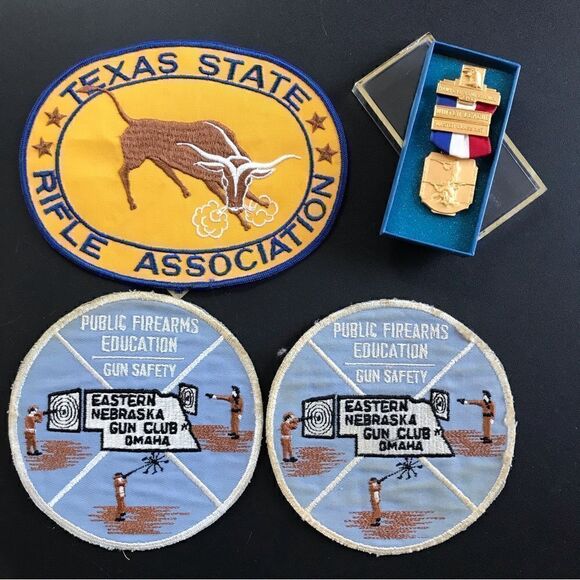 TEXAS STATE
RIFLE ASSOCIATION
PUBLIC FIREARMS
EDUCATION
GUN SAFETY
EASTERN
NEBRASKA
GUN CLUB
OMAHA
PUBLIC FIREARMS
EDUCATION
GUN SAFETY
EASTERN
NEBRASKA
GUN CLUB
OMAHA